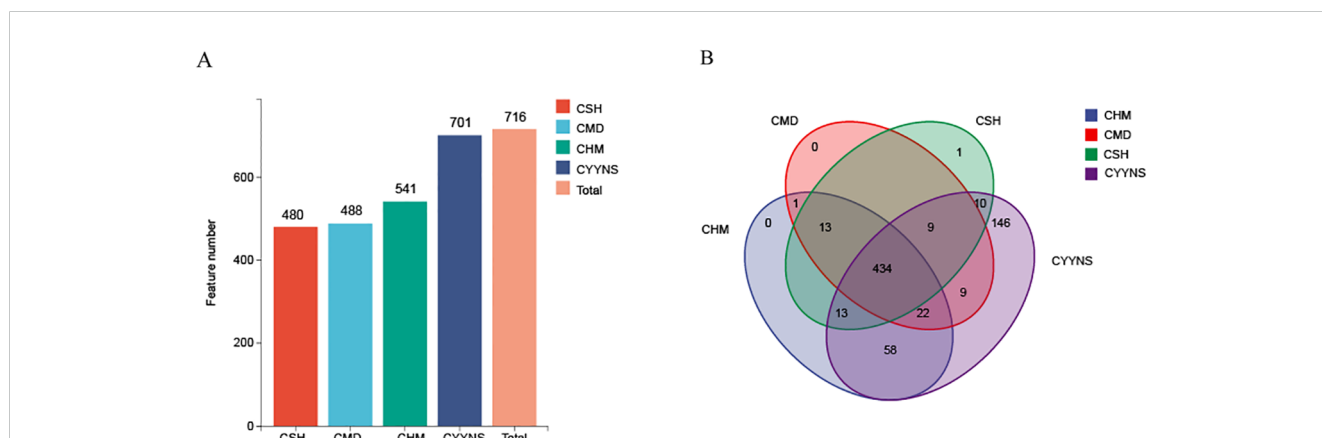 A
B
701
716
541
480
488
600
400
200
0
Feature number
CSH
CMD
CHM
CYYNS
Total
CSH
CMD
CHM
CYYNS
Total
CMD
CSH
CHM
CMD
CSH
CYYNS
0
1
1
10
CHM
0
13
9
146
CYYNS
434
9
13
22
58